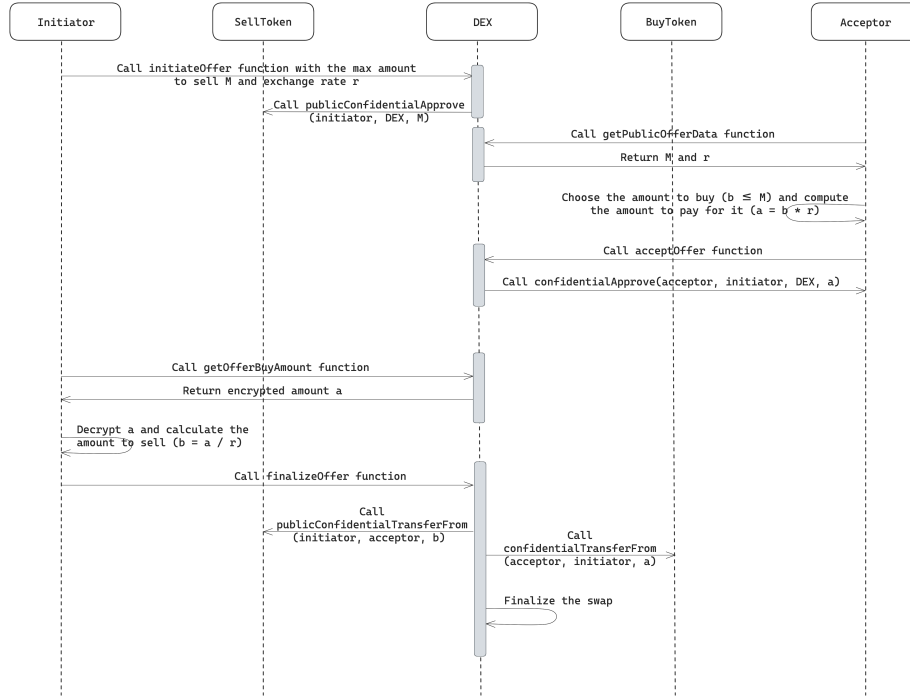 Initiator
SellToken
DEX
BuyToken
Acceptor
Call initiateOffer function with the max amount
to sell M and exchange rate r
Call publicConfidentialApprove
(initiator, DEX, M)
Call getPublicOfferData function
Return M and r
Choose the amount to buy (b ≤ M) and compute
the amount to pay for it (a = b * r)
Call acceptOffer function
Call confidentialApprove(acceptor, initiator, DEX, a)
Call getOfferBuyAmount function
Return encrypted amount a
Decrypt a and calculate the
amount to sell (b = a / r)
Call finalizeOffer function
Call
publicConfidentialTransferFrom
(initiator, acceptor, b)
Call
confidentialTransferFrom
(acceptor, initiator, a)
Finalize the swap